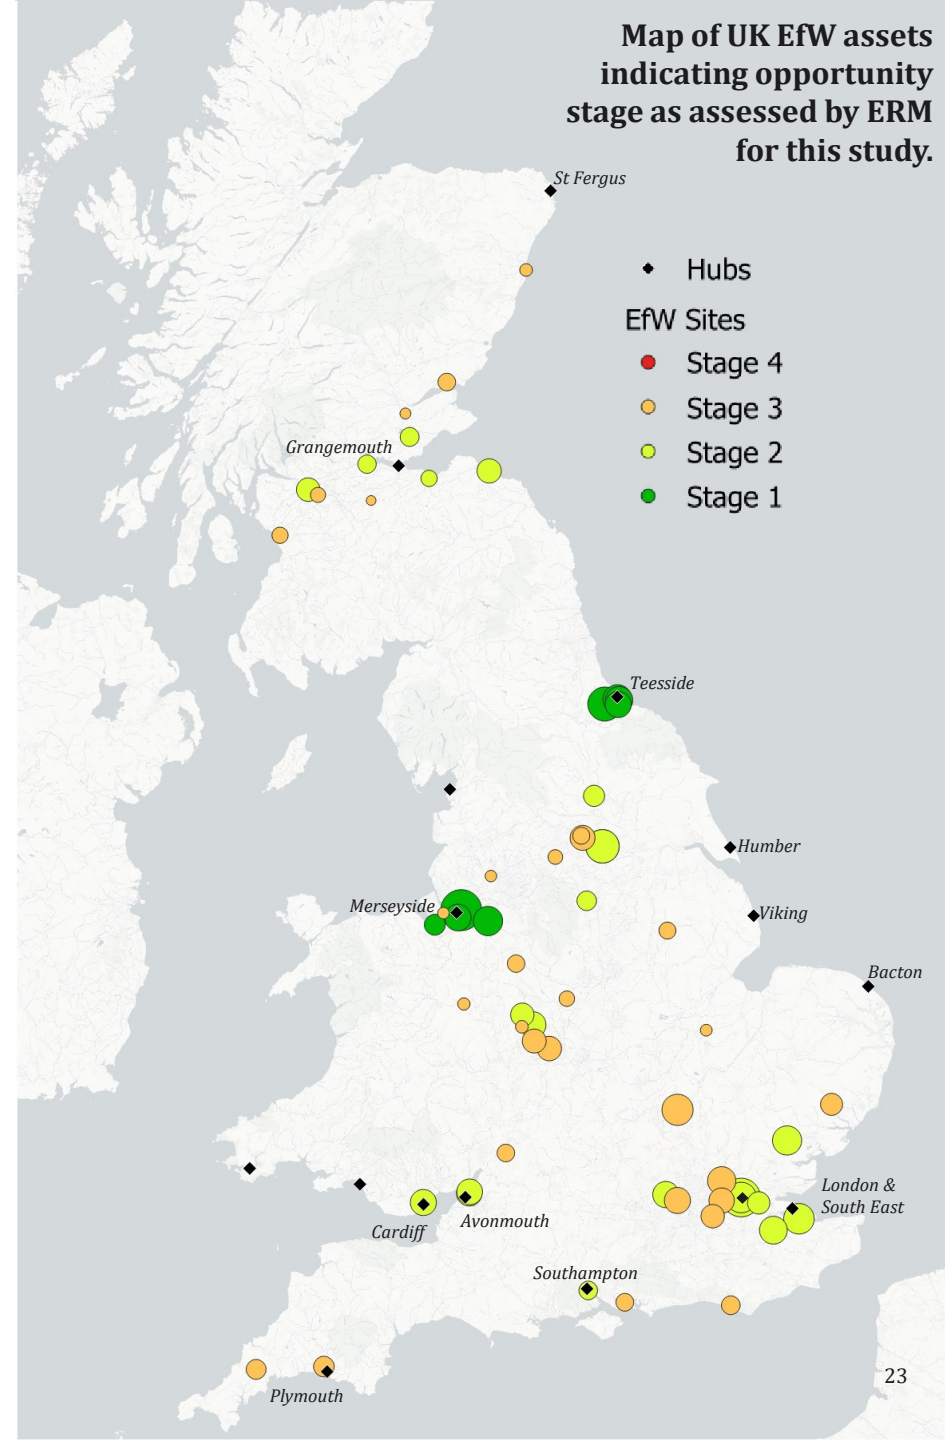 Map of UK EfW assets
indicating opportunity
stage as assessed by ERM
for this study.
St Fergus
Hubs
EfW Sites
Stage 4
Stage 3
Stage 2
Stage 1
Grangemouth
Teesside
Humber
Merseyside
Viking
Bacton
London &
South East
Cardiff
Avonmouth
Southampton
Plymouth
23